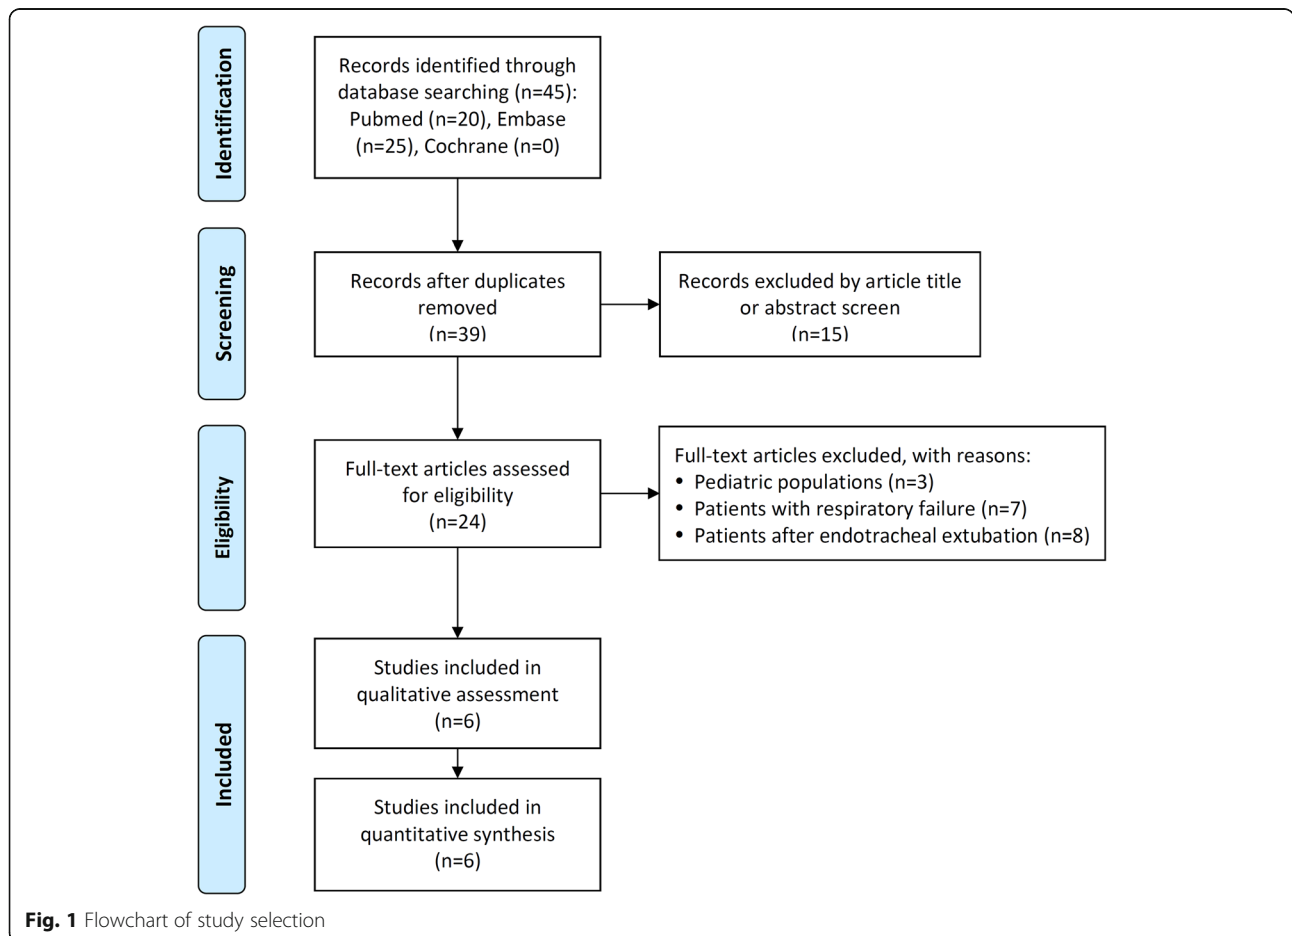 Identification
Records identified through
database searching (n=45):
Pubmed (n=20), Embase
(n=25), Cochrane (n=0)
Screening
Records after duplicates
removed
(n=39)
Records excluded by article title
or abstract screen
(n=15)
Eligibility
Full-text articles assessed
for eligibility
(n=24)
Full-text articles excluded, with reasons:
• Pediatric populations (n=3)
• Patients with respiratory failure (n=7)
• Patients after endotracheal extubation (n=8)
Included
Studies included in
qualitative assessment
(n=6)
Studies included in
quantitative synthesis
(n=6)
Fig. 1 Flowchart of study selection